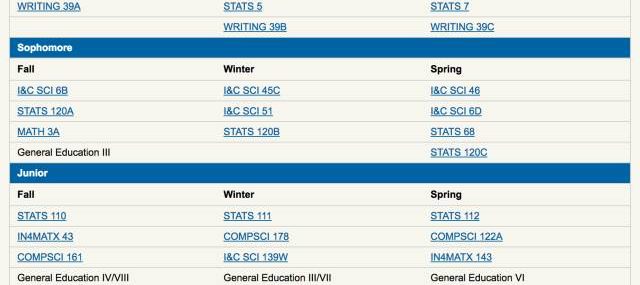 WRITING 39A STATS 5 STATS 7
WRITING 39B WRITING 39C
Sophomore
Fall Winter Spring
I&C SCI 6B I&C SCI 45C I&C SCI 46
STATS 120A I&C SCI 51 I&C SCI 6D
MATH 3A STATS 120B STATS 68
General Education III STATS 120C
Junior
Fall Winter Spring
STATS 110 STATS 111 STATS 112
IN4MATX 43 COMPSCI 178 COMPSCI 122A
COMPSCI 161 I&C SCI 139W IN4MATX 143
General Education IV/VIII General Education III/VII General Education VI